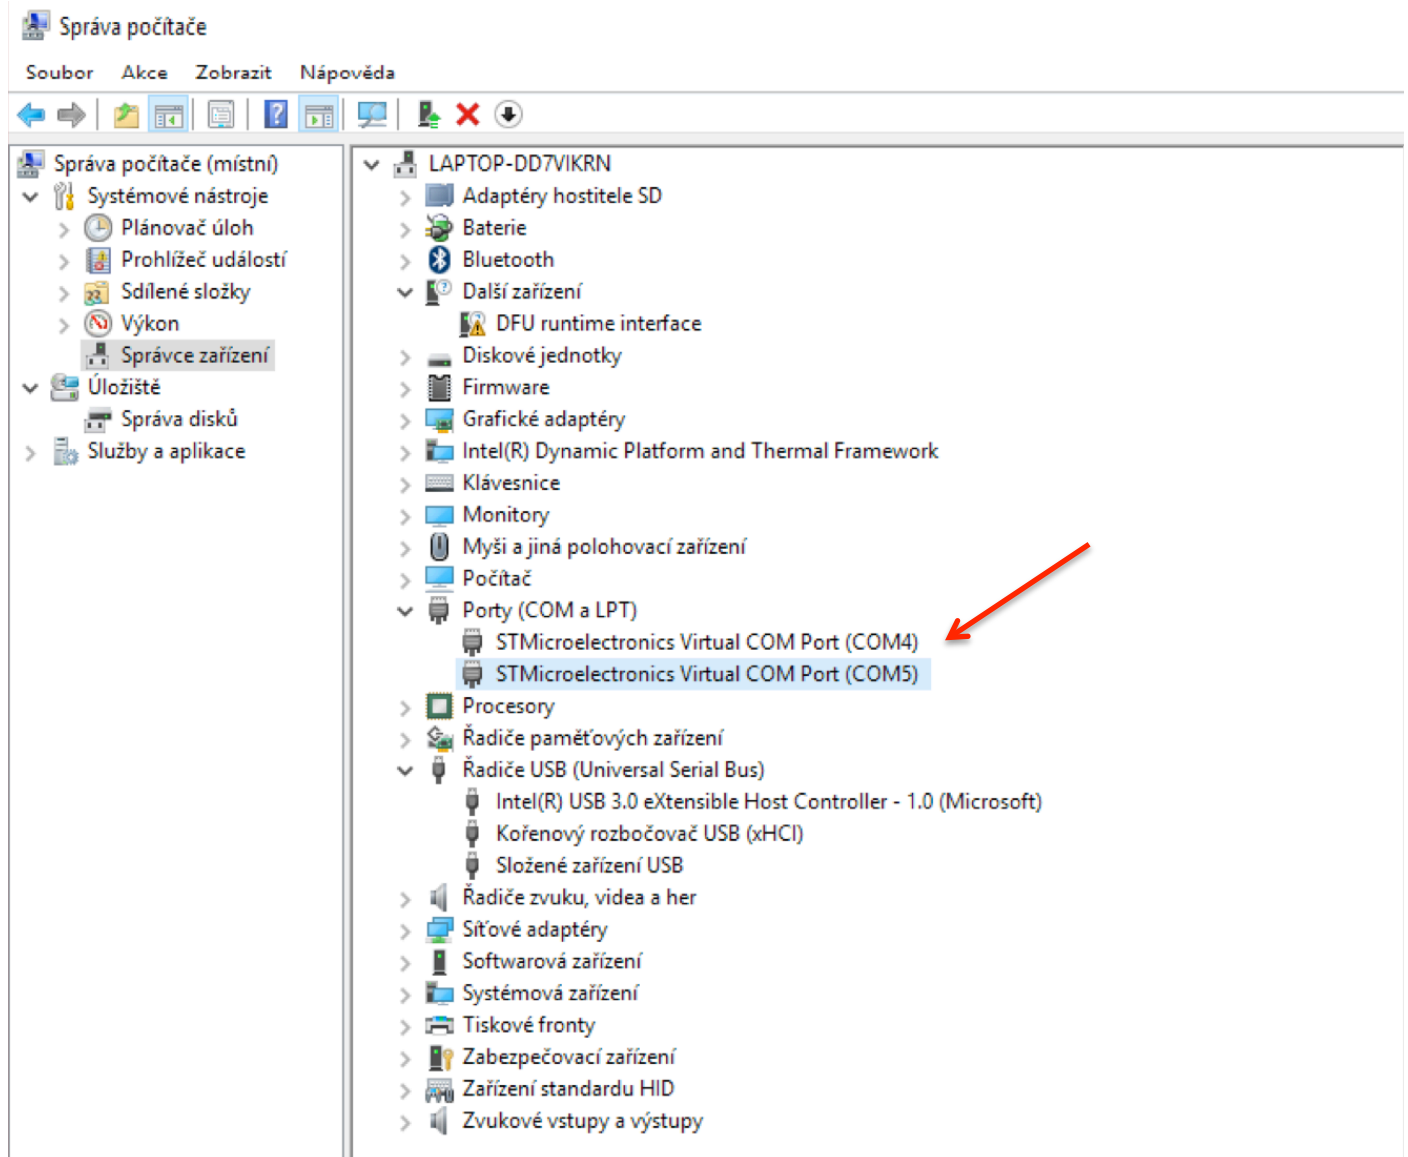 Správa počítače
Soubor Akce Zobrazit Nápověda
Správa počítače (místní)
Systémové nástroje
Plánovač úloh
Prohlížeč událostí
Sdílené složky
Výkon
Správce zařízení
Úložiště
Správa disků
Služby a aplikace
LAPTOP-DD7VIKRN
Adaptéry hostitele SD
Baterie
Bluetooth
Další zařízení
DFU runtime interface
Diskové jednotky
Firmware
Grafické adaptéry
Intel(R) Dynamic Platform and Thermal Framework
Klávesnice
Monitory
Myši a jiná polohovací zařízení
Počítač
Porty (COM a LPT)
STMicroelectronics Virtual COM Port (COM4)
STMicroelectronics Virtual COM Port (COM5)
Procesory
Řadiče paměťových zařízení
Řadiče USB (Universal Serial Bus)
Intel(R) USB 3.0 eXtensible Host Controller - 1.0 (Microsoft)
Kořenový rozbočovač USB (xHCI)
Složené zařízení USB
Řadiče zvuku, videa a her
Síťové adaptéry
Softwarová zařízení
Systémová zařízení
Tiskové fronty
Zabezpečovací zařízení
Zařízení standardu HID
Zvukové vstupy a výstupy